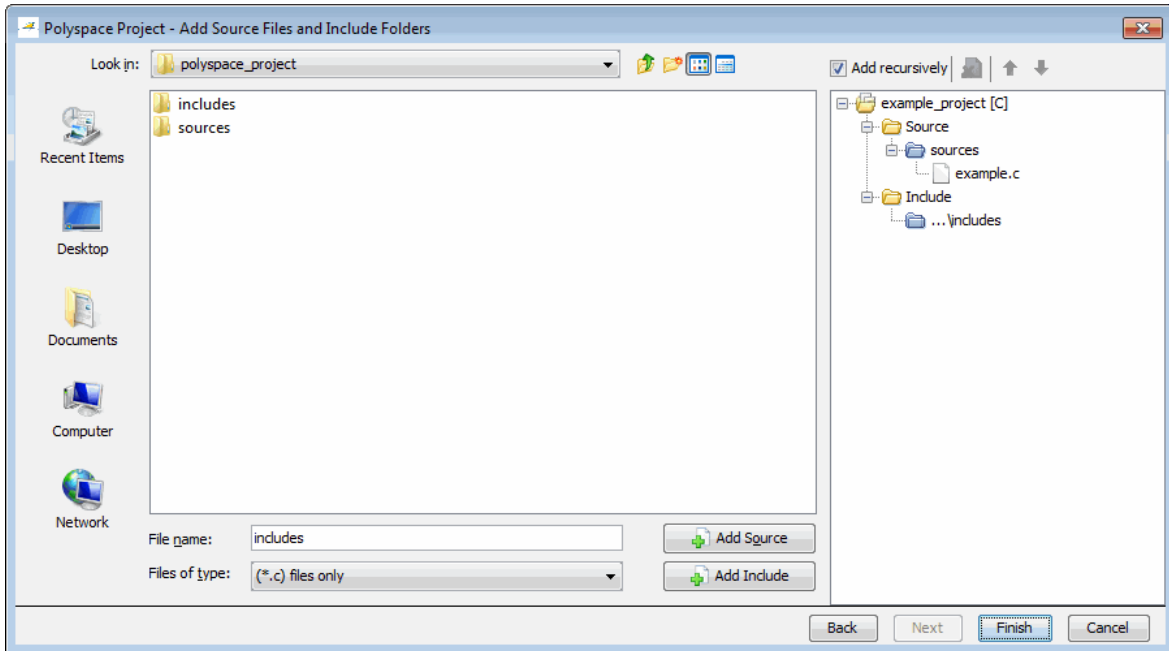 Polyspace Project - Add Source Files and Include Folders
Look in:
polyspace_project
Add recursively
includes
sources
Recent Items
Desktop
Documents
Computer
Network
example_project [C]
Source
sources
example.c
Include
...\includes
File name:
includes
Add Source
Files of type:
(*.c) files only
Add Include
Back
Next
Finish
Cancel